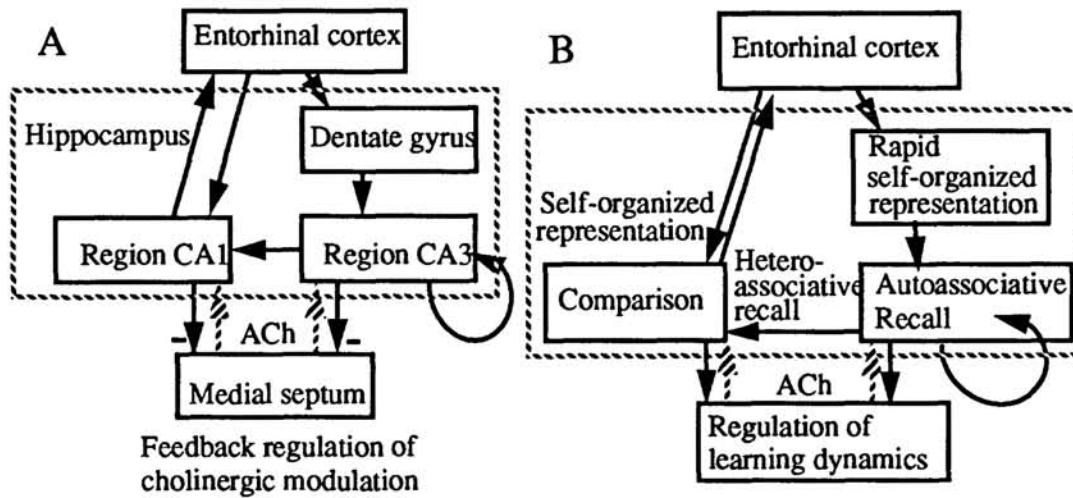 A
Entorhinal cortex
Hippocampus
Dentate gyrus
Region CA1
Region CA3
-
ACh
-
Medial septum
Feedback regulation of
cholinergic modulation
B
Entorhinal cortex
Rapid
self-organized
representation
Self-organized
representation
Hetero-
associative
recall
Comparison
Autoassociative
Recall
ACh
Regulation of
learning dynamics